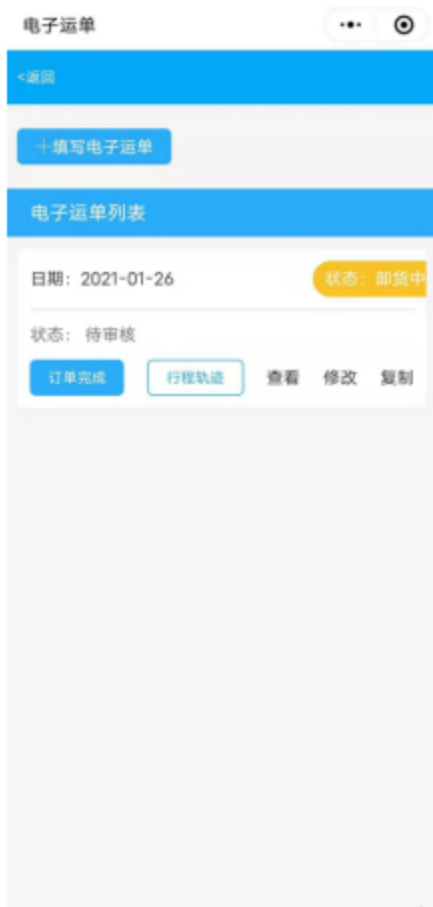 电子运单
<返回
十填写电子运单
电子运单列表
日期：2021-01-26 状态：卸货中
状态：待审核
订单完成 行程轨迹 查看 修改 复制